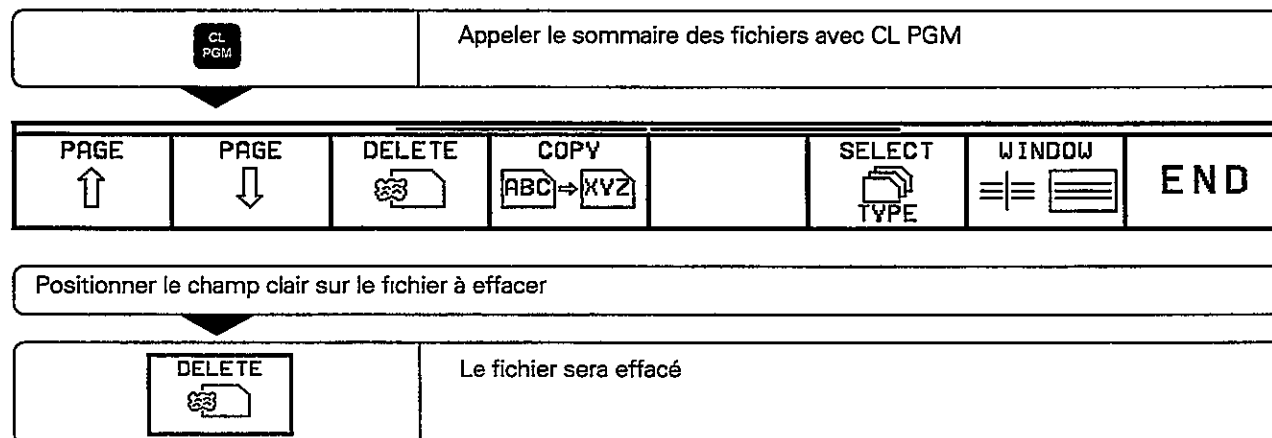 CL
PGM
Appeler le sommaire des fichiers avec CL PGM
PAGE
PAGE
DELETE
COPY
ABC
XYZ
SELECT
TYPE
WINDOW
END
Positionner le champ clair sur le fichier à effacer
DELETE
Le fichier sera effacé